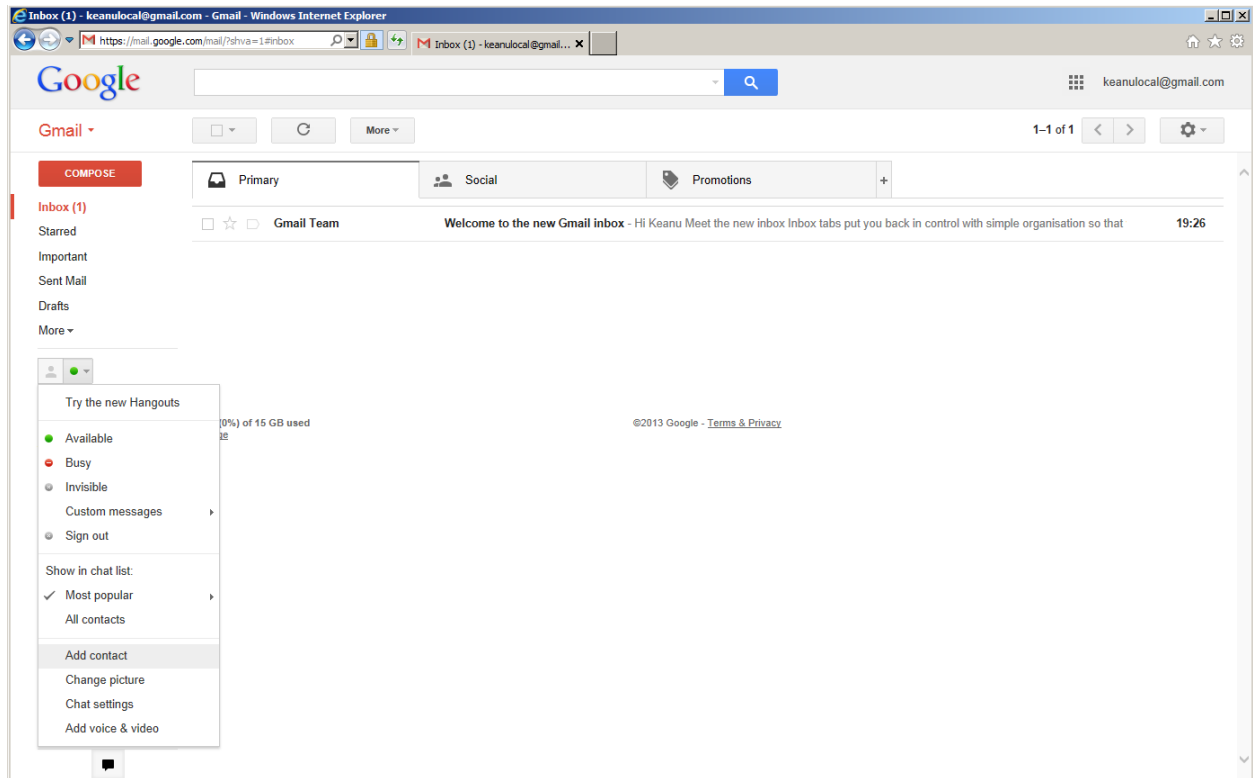 Inbox (1) - keanulocal@gmail.com - Gmail - Windows Internet Explorer
https://mail.google.com/mail/?shva=1#inbox
Inbox (1) - keanulocal@gmail...
Google
keanulocal@gmail.com
Gmail
More
1–1 of 1
COMPOSE
Primary
Social
Promotions
+
Inbox (1)
Gmail Team Welcome to the new Gmail inbox - Hi Keanu Meet the new inbox Inbox tabs put you back in control with simple organisation so that 19:26
Starred
Important
Sent Mail
Drafts
More
Try the new Hangouts
(0%) of 15 GB used
©2013 Google - Terms & Privacy
Available
Busy
Invisible
Custom messages
Sign out
Show in chat list:
Most popular
All contacts
Add contact
Change picture
Chat settings
Add voice & video